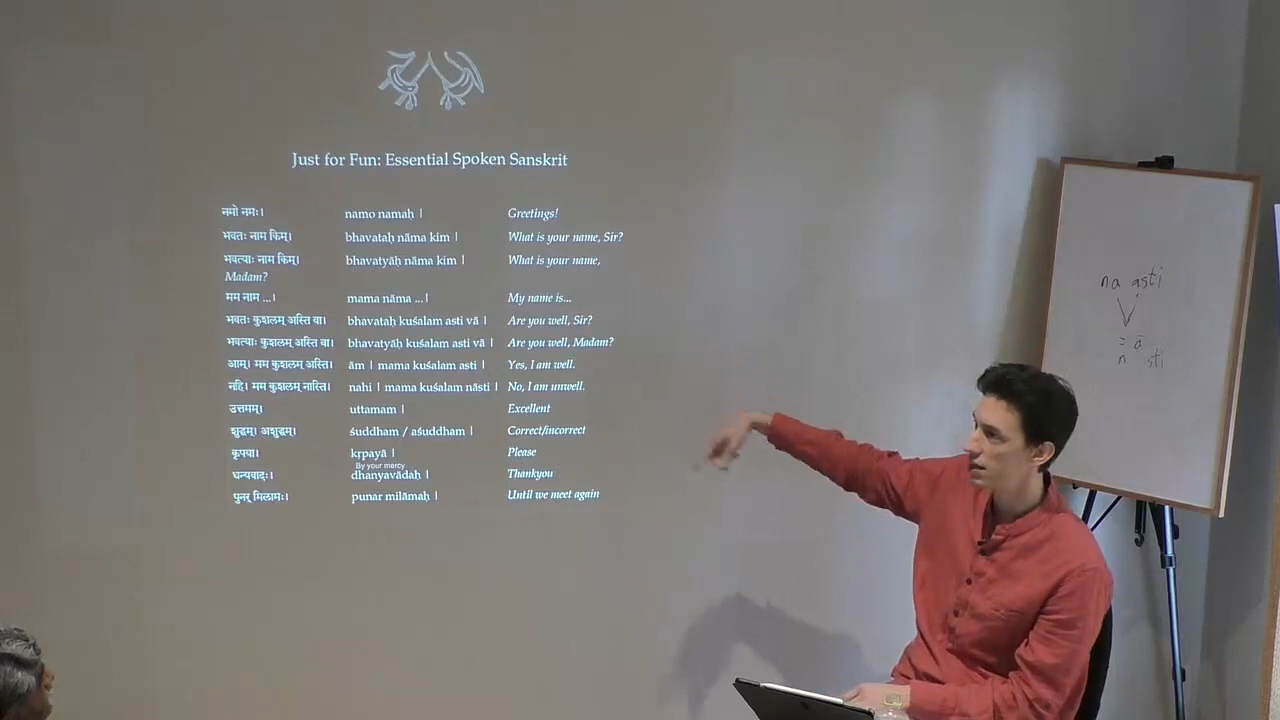 Just for Fun: Essential Spoken Sanskrit
नमो नमः। namo namaḥ | Greetings!
भवतः नाम किम्। bhavataḥ nāma kim | What is your name, Sir?
भवत्याः नाम किम्। bhavatyāḥ nāma kim | What is your name,
Madam?
मम नाम ...। mama nāma ... | My name is...
भवतः कुशलम् अस्ति वा। bhavataḥ kuśalam asti vā | Are you well, Sir?
भवत्याः कुशलम् अस्ति वा। bhavatyāḥ kuśalam asti vā | Are you well, Madam?
आम्। मम कुशलम् अस्ति। ām | mama kuśalam asti | Yes, I am well.
नहि। मम कुशलम् नास्ति। nahi | mama kuśalam nāsti | No, I am unwell.
उत्तमम्। uttamam | Excellent
शुद्धम्। अशुद्धम्। śuddham / aśuddham | Correct/incorrect
कृपया। kṛpayā | Please
By your mercy
धन्यवादः। dhanyavādaḥ | Thankyou
पुनर् मिलामः। punar milāmaḥ | Until we meet again
na asti
= ā
n sti